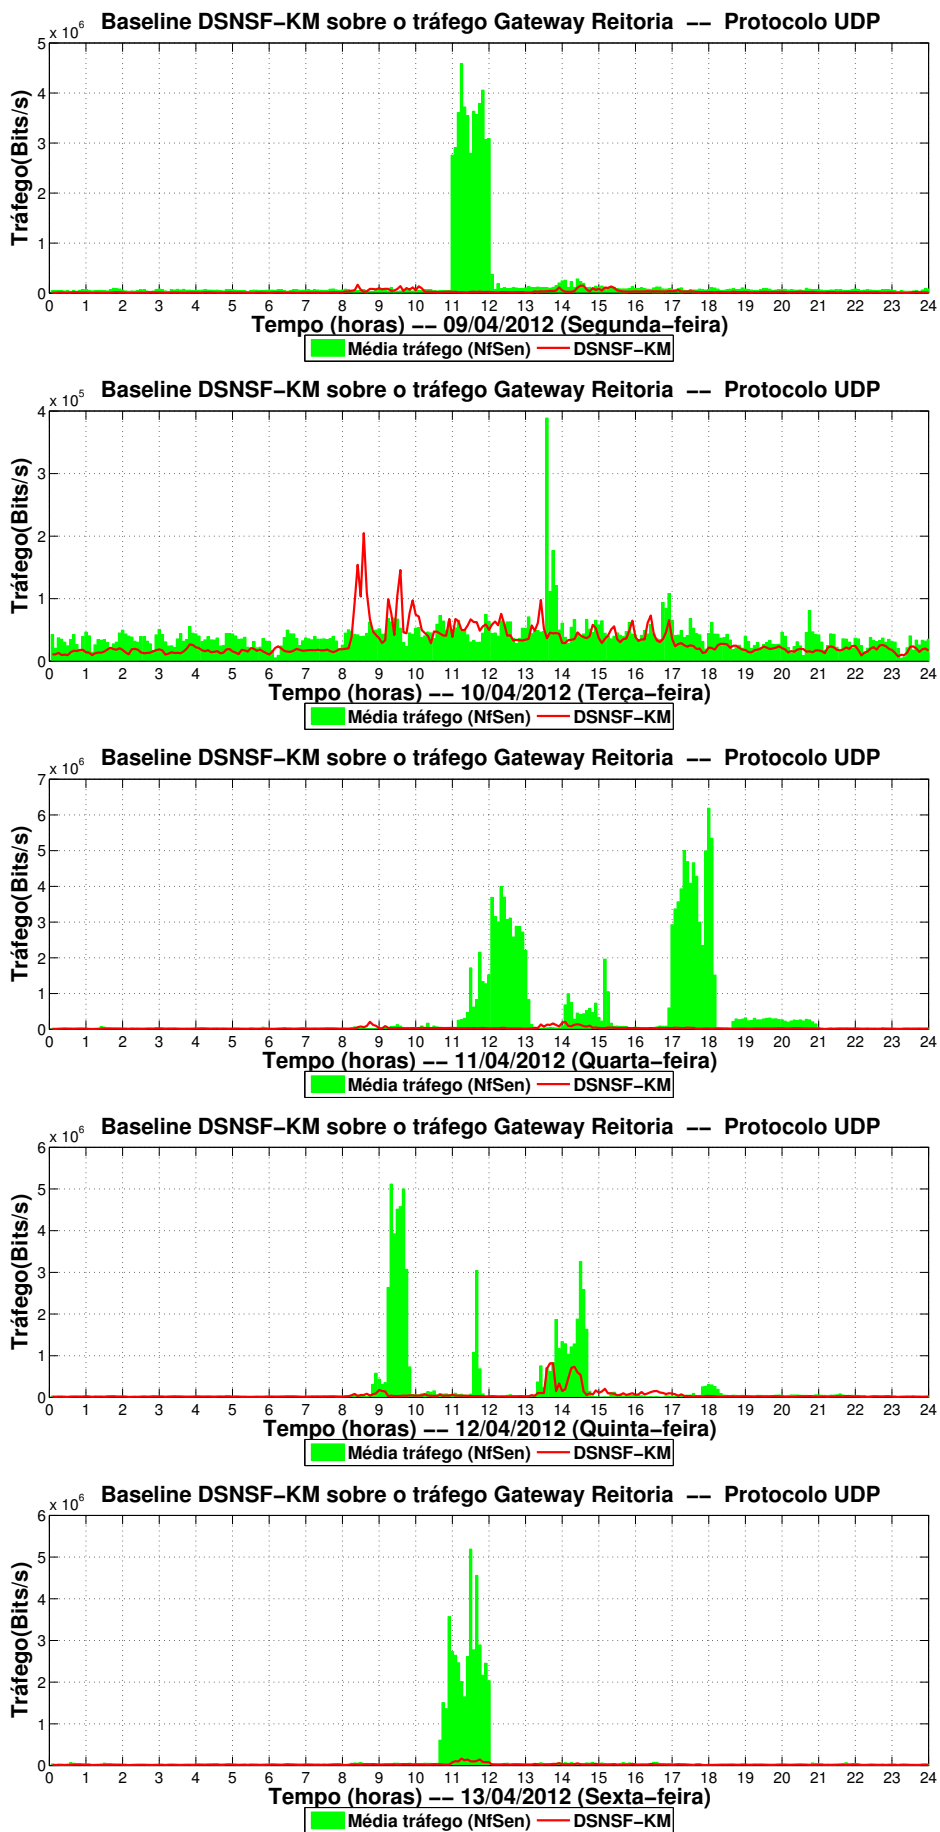 Baseline DSNSF−KM sobre o tráfego Gateway Reitoria −− Protocolo UDP
x 10^6
Tráfego(Bits/s)
5
4
3
2
1
0
0 1 2 3 4 5 6 7 8 9 10 11 12 13 14 15 16 17 18 19 20 21 22 23 24
Tempo (horas) −− 09/04/2012 (Segunda−feira)
Média tráfego (NfSen) DSNSF−KM
Baseline DSNSF−KM sobre o tráfego Gateway Reitoria −− Protocolo UDP
x 10^5
Tráfego(Bits/s)
4
3
2
1
0
0 1 2 3 4 5 6 7 8 9 10 11 12 13 14 15 16 17 18 19 20 21 22 23 24
Tempo (horas) −− 10/04/2012 (Terça−feira)
Média tráfego (NfSen) DSNSF−KM
Baseline DSNSF−KM sobre o tráfego Gateway Reitoria −− Protocolo UDP
x 10^6
Tráfego(Bits/s)
7
6
5
4
3
2
1
0
0 1 2 3 4 5 6 7 8 9 10 11 12 13 14 15 16 17 18 19 20 21 22 23 24
Tempo (horas) −− 11/04/2012 (Quarta−feira)
Média tráfego (NfSen) DSNSF−KM
Baseline DSNSF−KM sobre o tráfego Gateway Reitoria −− Protocolo UDP
x 10^6
Tráfego(Bits/s)
6
5
4
3
2
1
0
0 1 2 3 4 5 6 7 8 9 10 11 12 13 14 15 16 17 18 19 20 21 22 23 24
Tempo (horas) −− 12/04/2012 (Quinta−feira)
Média tráfego (NfSen) DSNSF−KM
Baseline DSNSF−KM sobre o tráfego Gateway Reitoria −− Protocolo UDP
x 10^6
Tráfego(Bits/s)
6
5
4
3
2
1
0
0 1 2 3 4 5 6 7 8 9 10 11 12 13 14 15 16 17 18 19 20 21 22 23 24
Tempo (horas) −− 13/04/2012 (Sexta−feira)
Média tráfego (NfSen) DSNSF−KM